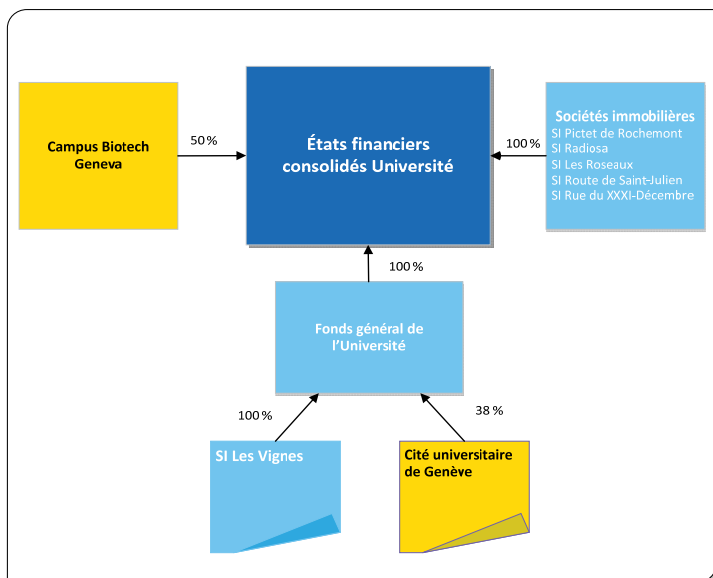 Campus Biotech
Geneva
50 %
États financiers
consolidés Université
100 %
Sociétés immobilières
SI Pictet de Rochemont
SI Radiosa
SI Les Roseaux
SI Route de Saint-Julien
SI Rue du XXXI-Décembre
100 %
Fonds général de
l’Université
100 %
38 %
SI Les Vignes
Cité universitaire
de Genève